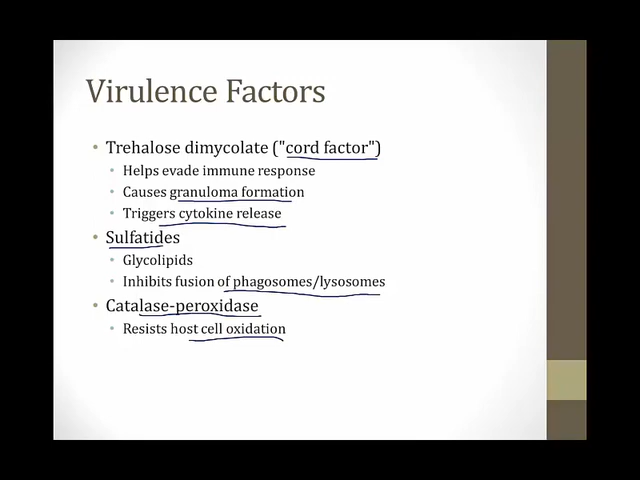 Virulence Factors
• Trehalose dimycolate ("cord factor")
• Helps evade immune response
• Causes granuloma formation
• Triggers cytokine release
• Sulfatides
• Glycolipids
• Inhibits fusion of phagosomes/lysosomes
• Catalase-peroxidase
• Resists host cell oxidation